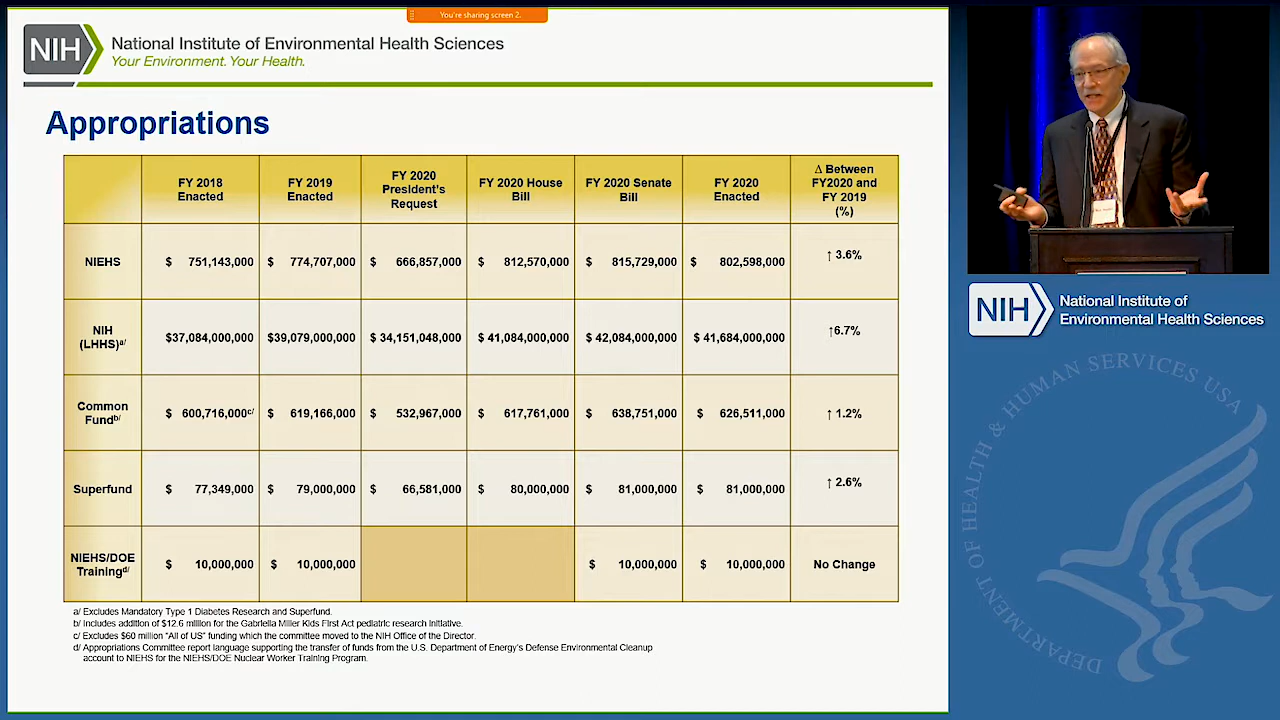 You're sharing screen 2.
NIH
National Institute of Environmental Health Sciences
Your Environment. Your Health.
Appropriations
FY 2018 Enacted
FY 2019 Enacted
FY 2020 President's Request
FY 2020 House Bill
FY 2020 Senate Bill
FY 2020 Enacted
Δ Between FY2020 and FY 2019 (%)
NIEHS $ 751,143,000 $ 774,707,000 $ 666,857,000 $ 812,570,000 $ 815,729,000 $ 802,598,000 ↑ 3.6%
NIH (LHHS)a/ $37,084,000,000 $39,079,000,000 $ 34,151,048,000 $ 41,084,000,000 $ 42,084,000,000 $ 41,684,000,000 ↑6.7%
Common Fundb/ $ 600,716,000c/ $ 619,166,000 $ 532,967,000 $ 617,761,000 $ 638,751,000 $ 626,511,000 ↑ 1.2%
Superfund $ 77,349,000 $ 79,000,000 $ 66,581,000 $ 80,000,000 $ 81,000,000 $ 81,000,000 ↑ 2.6%
NIEHS/DOE Trainingd/ $ 10,000,000 $ 10,000,000 $ 10,000,000 $ 10,000,000 No Change
a/ Excludes Mandatory Type 1 Diabetes Research and Superfund.
b/ Includes addition of $12.6 million for the Gabriella Miller Kids First Act pediatric research initiative.
c/ Excludes $60 million "All of US" funding which the committee moved to the NIH Office of the Director.
d/ Appropriations Committee report language supporting the transfer of funds from the U.S. Department of Energy's Defense Environmental Cleanup
account to NIEHS for the NIEHS/DOE Nuclear Worker Training Program.
NIH
National Institute of
Environmental Health Sciences
DEPARTMENT OF HEALTH & HUMAN SERVICES USA